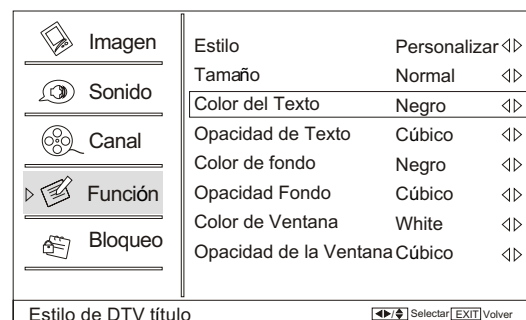 Imagen
Sonido
Canal
Función
Bloqueo
Estilo Personalizar
Tamaño Normal
Color del Texto Negro
Opacidad de Texto Cúbico
Color de fondo Negro
Opacidad Fondo Cúbico
Color de Ventana White
Opacidad de la Ventana Cúbico
Estilo de DTV título Selectar EXIT Volver